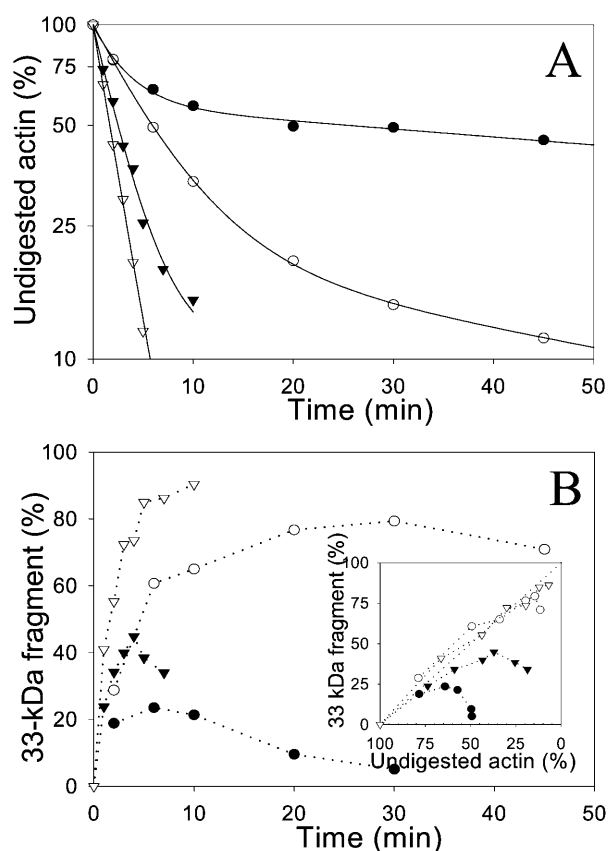 A
Undigested actin (%)
100
75
50
25
10
0 10 20 30 40 50
Time (min)
B
33-kDa fragment (%)
100
80
60
40
20
0
0 10 20 30 40 50
Time (min)
33 kDa fragment (%)
100
75
50
25
0
100 75 50 25 0
Undigested actin (%)